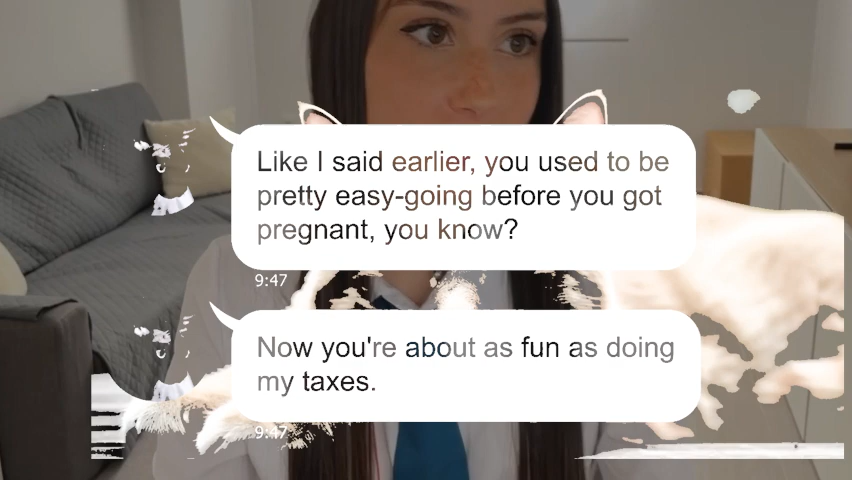 Like I said earlier, you used to be
pretty easy-going before you got
pregnant, you know?
9:47
Now you're about as fun as doing
my taxes.
9:47